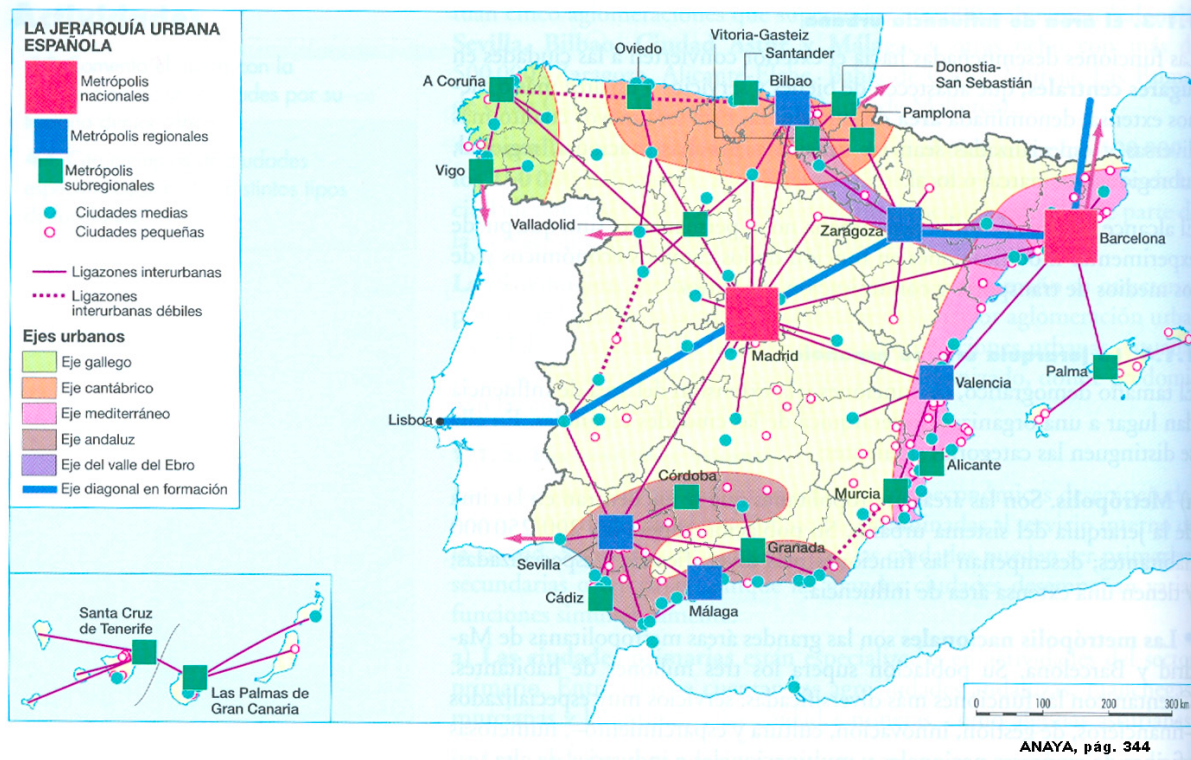 LA JERARQUÍA URBANA
ESPAÑOLA
Metrópolis
nacionales
Metrópolis regionales
Metrópolis
subregionales
Ciudades medias
Ciudades pequeñas
Ligazones interurbanas
Ligazones
interurbanas débiles
Ejes urbanos
Eje gallego
Eje cantábrico
Eje mediterráneo
Eje andaluz
Eje del valle del Ebro
Eje diagonal en formación
A Coruña
Oviedo
Vitoria-Gasteiz
Santander
Bilbao
Donostia-
San Sebastián
Pamplona
Vigo
Valladolid
Zaragoza
Barcelona
Madrid
Palma
Valencia
Lisboa
Alicante
Córdoba
Murcia
Granada
Sevilla
Cádiz
Málaga
Santa Cruz
de Tenerife
Las Palmas de
Gran Canaria
0 100 200 300 km
ANAYA, pág. 344